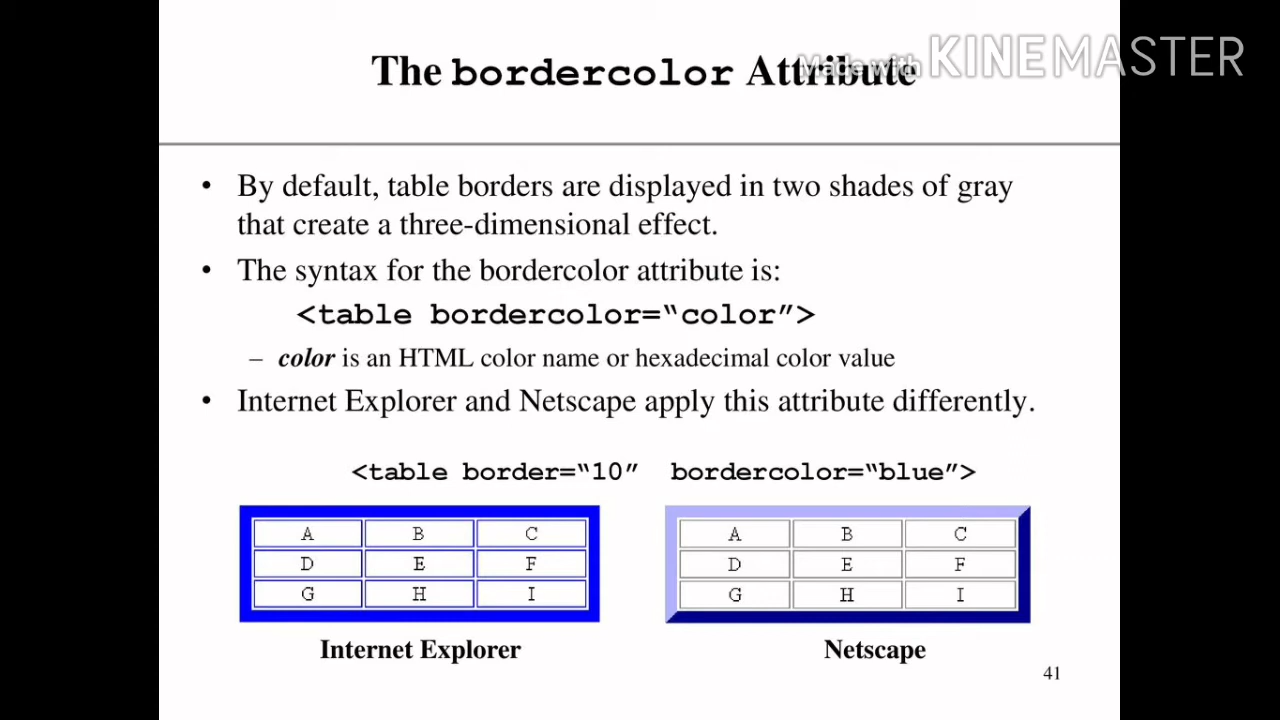 The bordercolor Attribute
Made with KINEMASTER
• By default, table borders are displayed in two shades of gray
that create a three-dimensional effect.
• The syntax for the bordercolor attribute is:
<table bordercolor=“color”>
– color is an HTML color name or hexadecimal color value
• Internet Explorer and Netscape apply this attribute differently.
<table border=“10” bordercolor=“blue”>
A B C
D E F
G H I
Internet Explorer
A B C
D E F
G H I
Netscape
41